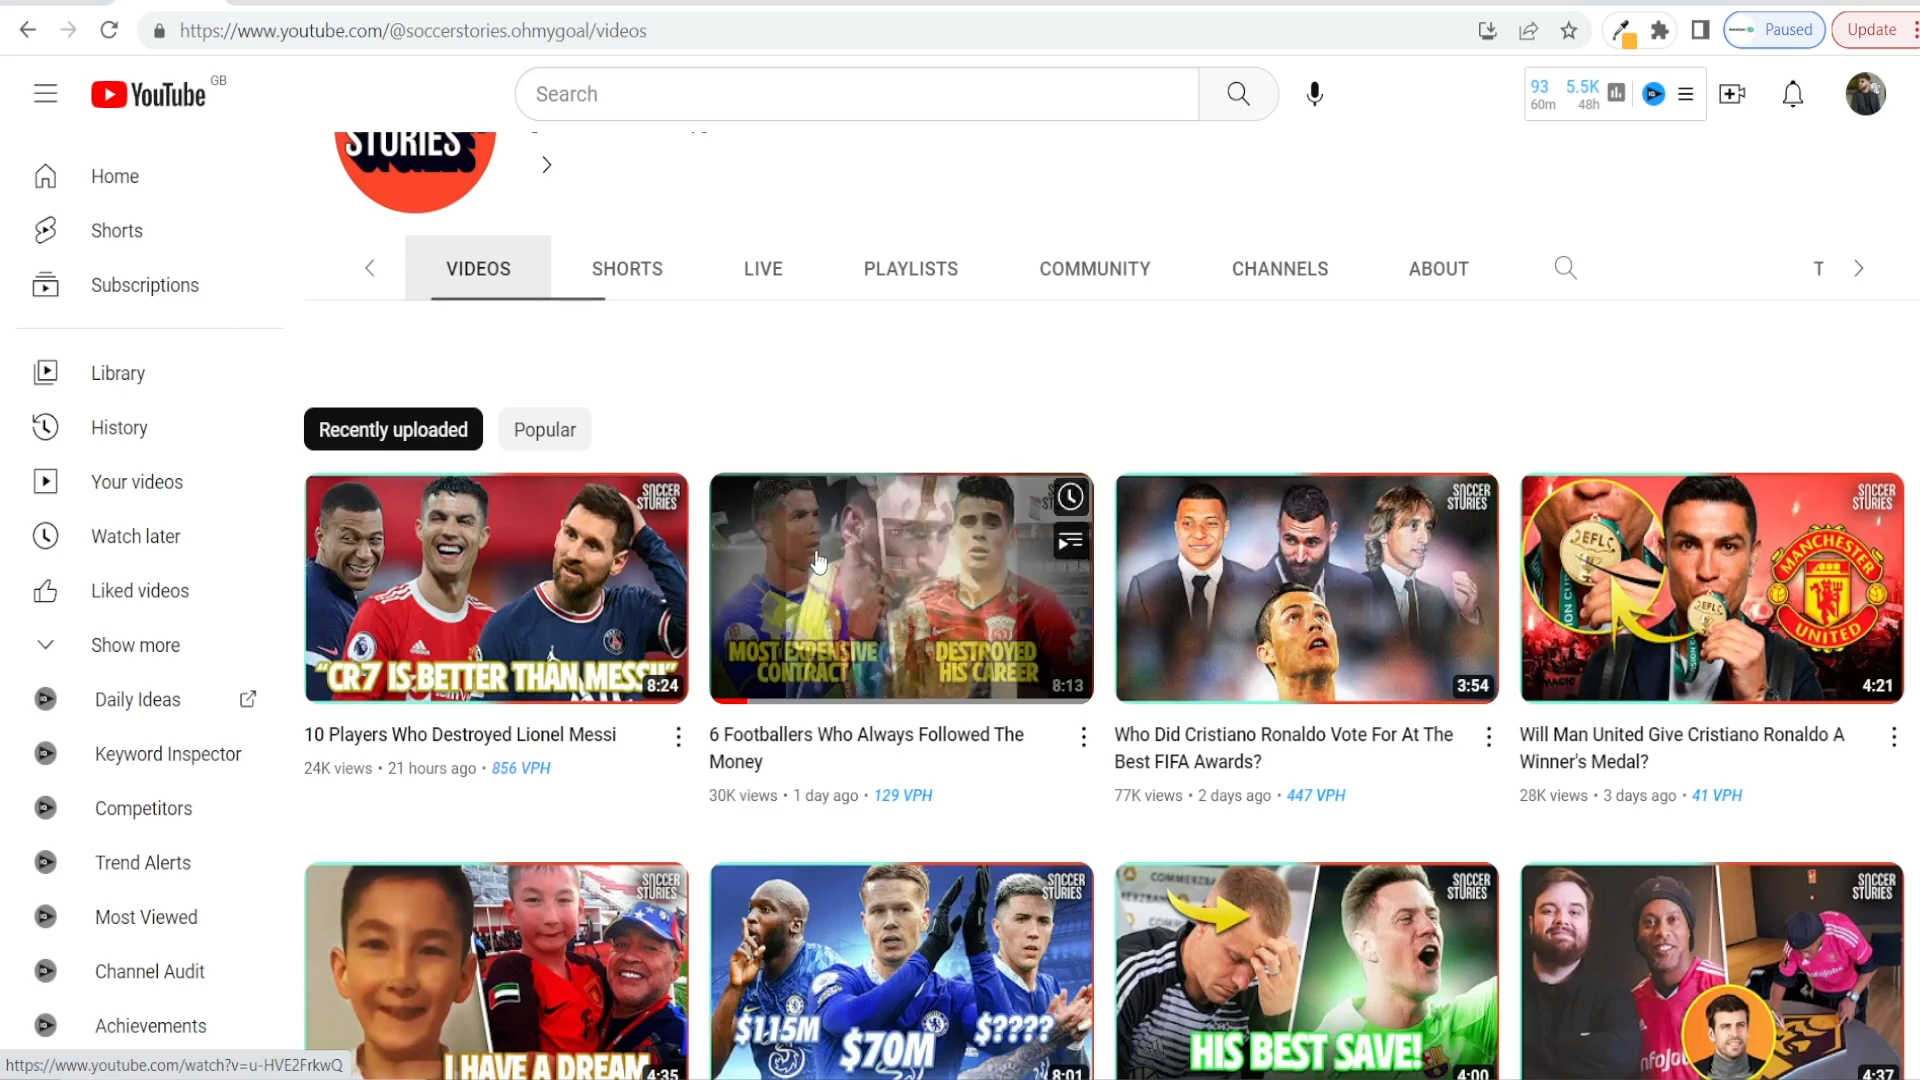 https://www.youtube.com/@soccerstories.ohmygoal/videos
Paused
Update
YouTube GB
Search
93 5.5K
60m 48h
STORIES
Home
Shorts
Subscriptions
Library
History
Your videos
Watch later
Liked videos
Show more
Daily Ideas
Keyword Inspector
Competitors
Trend Alerts
Most Viewed
Channel Audit
Achievements
VIDEOS SHORTS LIVE PLAYLISTS COMMUNITY CHANNELS ABOUT T
Recently uploaded Popular
SOCCER
STORIES
"CR7 IS BETTER THAN MESSI"
8:24
10 Players Who Destroyed Lionel Messi
24K views • 21 hours ago • 856 VPH
MOST EXPENSIVE
CONTRACT
DESTROYED
HIS CAREER
8:13
6 Footballers Who Always Followed The
Money
30K views • 1 day ago • 129 VPH
SOCCER
STORIES
3:54
Who Did Cristiano Ronaldo Vote For At The
Best FIFA Awards?
77K views • 2 days ago • 447 VPH
SOCCER
STORIES
EFLC
EFLC
MANCHESTER
UNITED
4:21
Will Man United Give Cristiano Ronaldo A
Winner's Medal?
28K views • 3 days ago • 41 VPH
SOCCER
STORIES
I HAVE A DREAM
4:35
SOCCER
STORIES
$115M
$70M
$????
8:01
SOCCER
STORIES
COMMERZBA
HIS BEST SAVE!
4:00
SOCCER
STORIES
infojobs
4:37
https://www.youtube.com/watch?v=u-HVE2FrkwQ